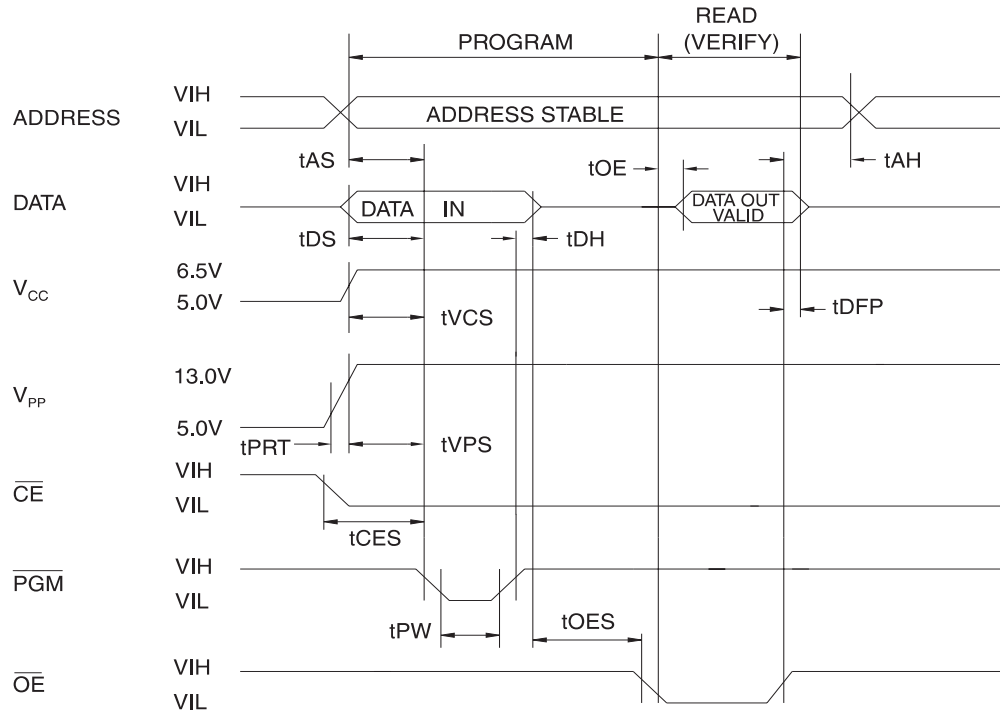 READ
PROGRAM (VERIFY)
ADDRESS VIH
VIL ADDRESS STABLE
tAS tOE tAH
DATA VIH
VIL DATA IN DATA OUT
VALID
tDS tDH
VCC 6.5V
5.0V
tVCS tDFP
VPP 13.0V
5.0V
tPRT tVPS
CE VIH
VIL
tCES
PGM VIH
VIL
tPW tOES
OE VIH
VIL